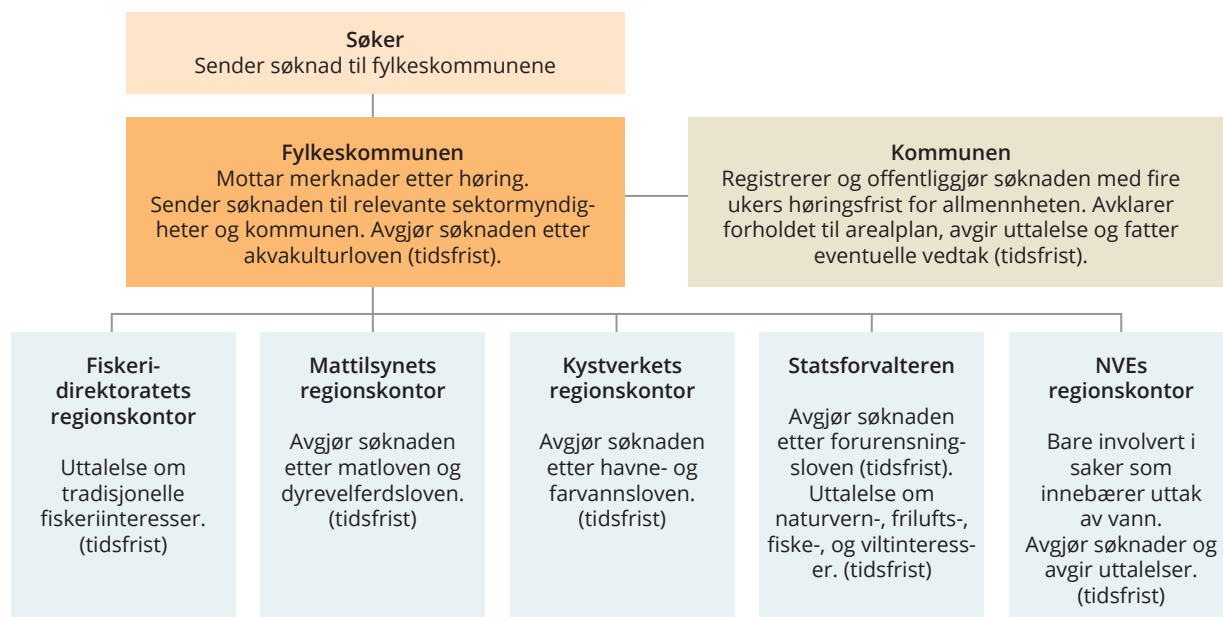 Søker
Sender søknad til fylkeskommunene
Fylkeskommunen
Mottar merknader etter høring.
Sender søknaden til relevante sektormyndig-
heter og kommunen. Avgjør søknaden etter
akvakulturloven (tidsfrist).
Kommunen
Registrerer og offentliggjør søknaden med fire
ukers høringsfrist for allmennheten. Avklarer
forholdet til arealplan, avgir uttalelse og fatter
eventuelle vedtak (tidsfrist).
Fiskeri-
direktoratets
regionskontor
Uttalelse om
tradisjonelle
fiskeriinteresser.
(tidsfrist)
Mattilsynets
regionskontor
Avgjør søknaden
etter matloven og
dyrevelferdsloven.
(tidsfrist)
Kystverkets
regionskontor
Avgjør søknaden
etter havne- og
farvannsloven.
(tidsfrist)
Statsforvalteren
Avgjør søknaden
etter forurensning-
sloven (tidsfrist).
Uttalelse om
naturvern-, frilufts-,
fiske-, og viltinteress-
er. (tidsfrist)
NVEs
regionskontor
Bare involvert i
saker som
innebærer uttak
av vann.
Avgjør søknader og
avgir uttalelser.
(tidsfrist)